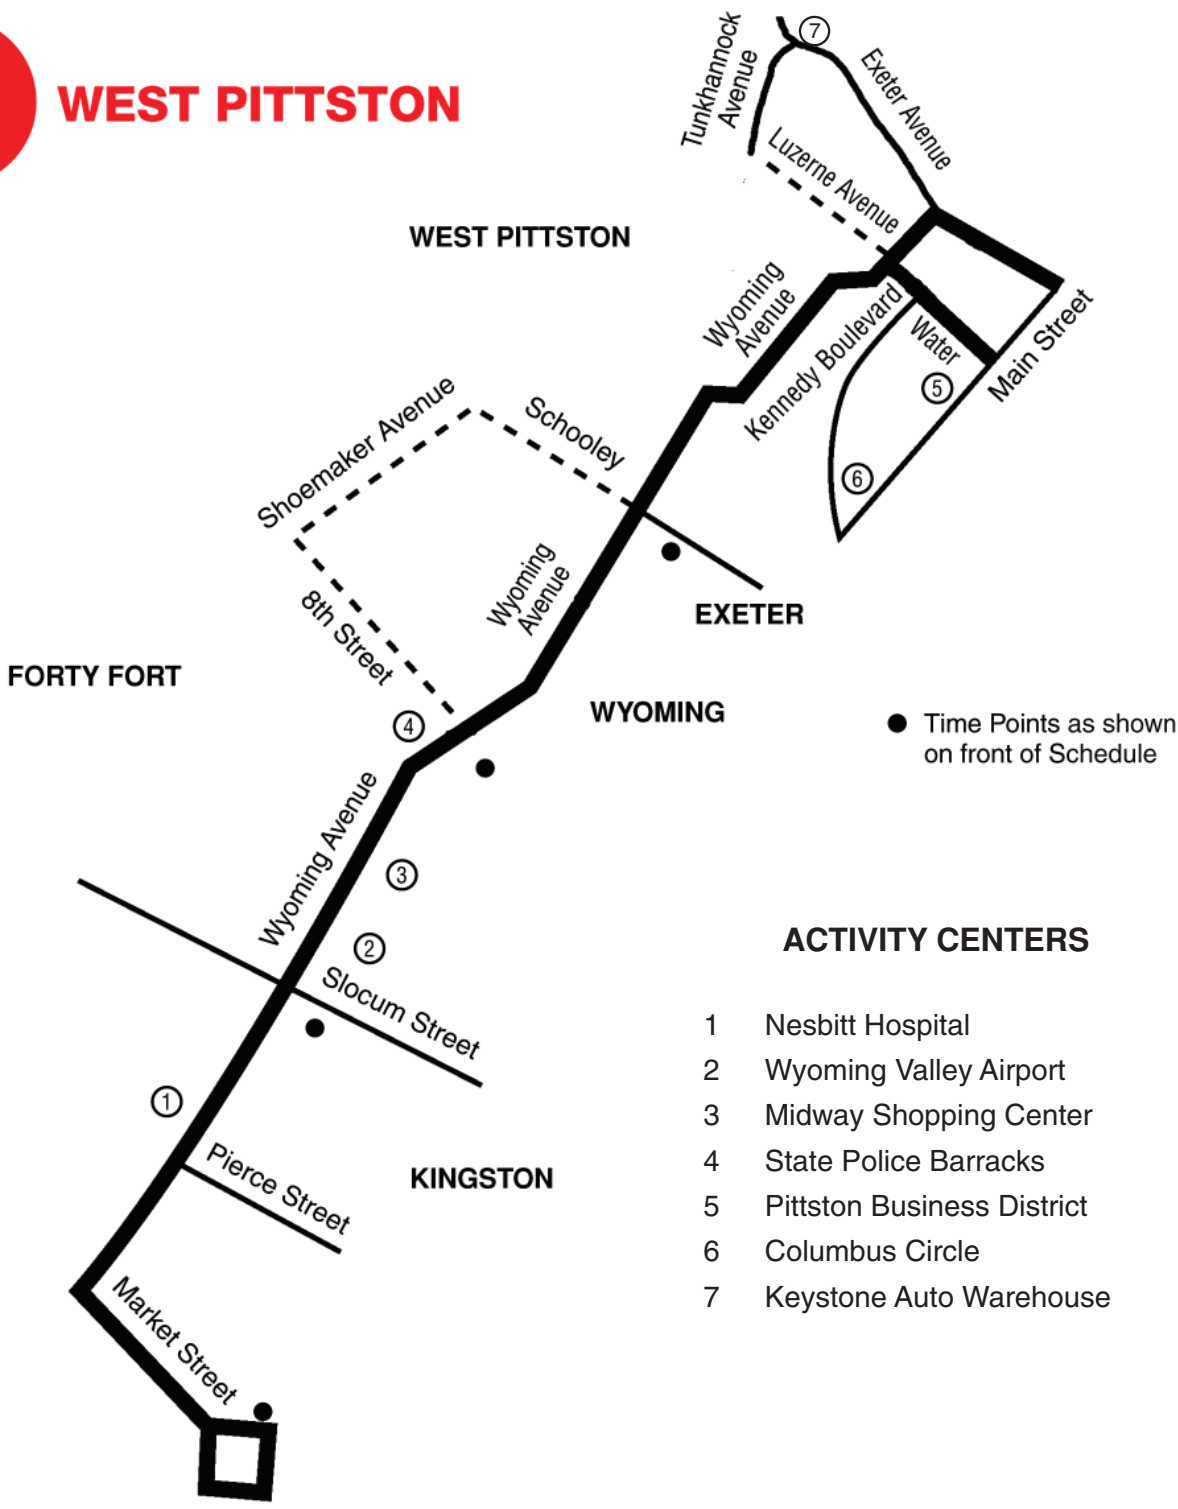 WEST PITTSTON
Tunkhannock
Avenue
7
Exeter Avenue
Luzerne Avenue
WEST PITTSTON
Wyoming
Avenue
Kennedy Boulevard
Water
Main Street
5
6
Shoemaker Avenue
Schooley
8th Street
Wyoming
Avenue
EXETER
FORTY FORT
WYOMING
4
Time Points as shown
on front of Schedule
Wyoming Avenue
3
2
Slocum Street
1
Pierce Street
KINGSTON
Market Street
ACTIVITY CENTERS
1 Nesbitt Hospital
2 Wyoming Valley Airport
3 Midway Shopping Center
4 State Police Barracks
5 Pittston Business District
6 Columbus Circle
7 Keystone Auto Warehouse